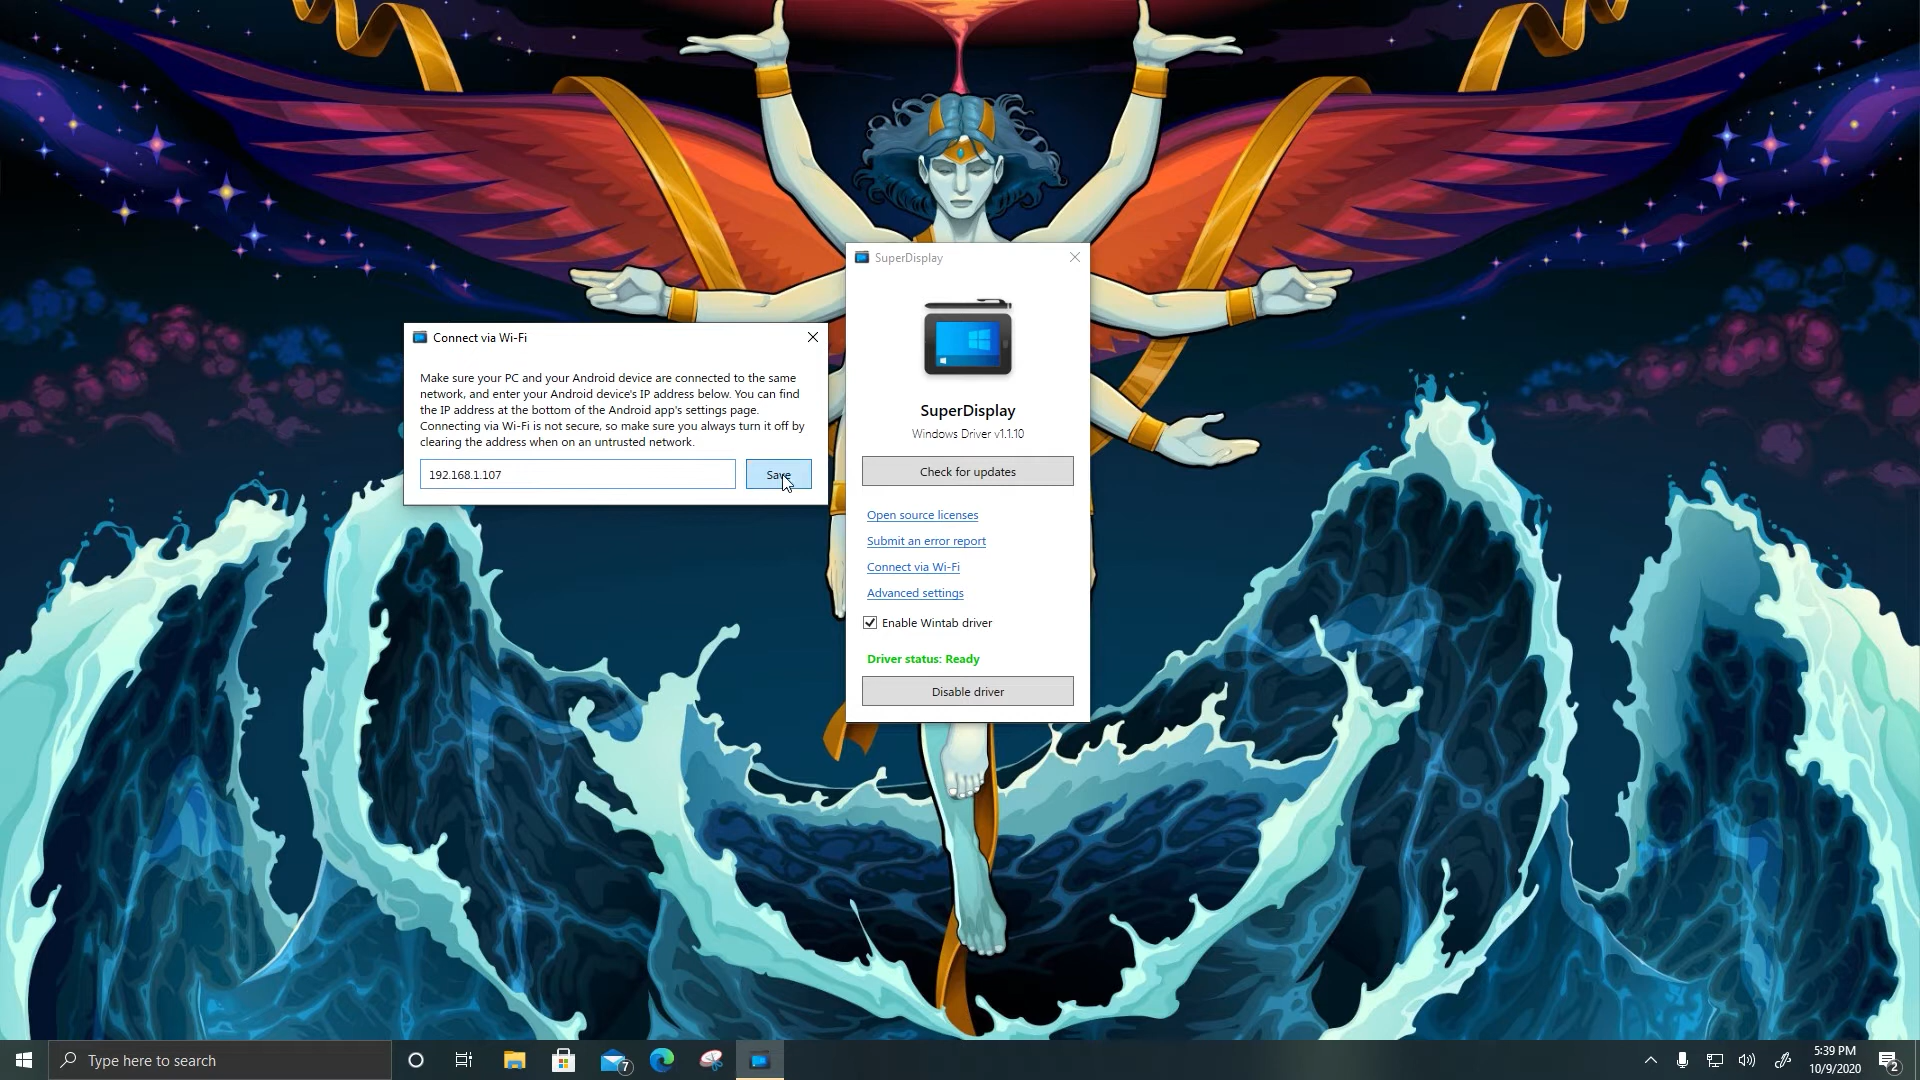 SuperDisplay
Connect via Wi-Fi
Make sure your PC and your Android device are connected to the same
network, and enter your Android device's IP address below. You can find
the IP address at the bottom of the Android app's settings page.
Connecting via Wi-Fi is not secure, so make sure you always turn it off by
clearing the address when on an untrusted network.
192.168.1.107
Save
SuperDisplay
Windows Driver v1.1.10
Check for updates
Open source licenses
Submit an error report
Connect via Wi-Fi
Advanced settings
Enable Wintab driver
Driver status: Ready
Disable driver
Type here to search
7
5:39 PM
10/9/2020
2